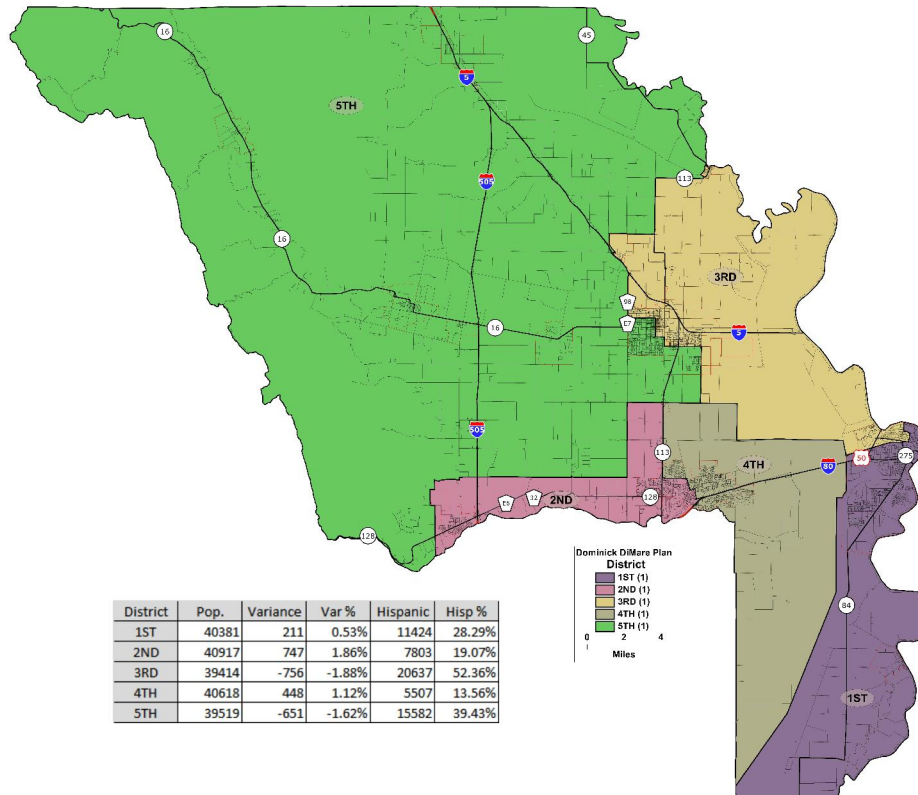 16
45
5
5TH
113
505
16
3RD
98
E7
16
5
505
113
4TH
80
50
275
128
E6
32
2ND
128
84
1ST
Dominick DiMare Plan
District
1ST (1)
2ND (1)
3RD (1)
4TH (1)
5TH (1)
0 2 4
Miles
District Pop. Variance Var % Hispanic Hisp %
1ST 40381 211 0.53% 11424 28.29%
2ND 40917 747 1.86% 7803 19.07%
3RD 39414 -756 -1.88% 20637 52.36%
4TH 40618 448 1.12% 5507 13.56%
5TH 39519 -651 -1.62% 15582 39.43%